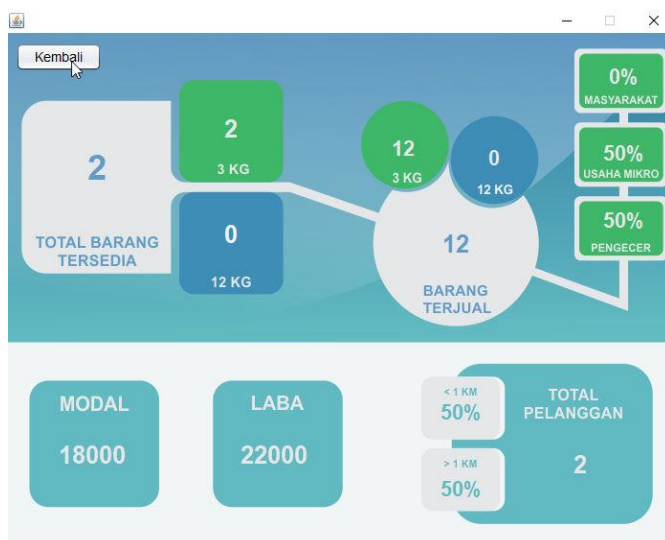 Kembali
2
TOTAL BARANG
TERSEDIA
2
3 KG
0
12 KG
12
3 KG
0
12 KG
12
BARANG
TERJUAL
0%
MASYARAKAT
50%
USAHA MIKRO
50%
PENGECER
MODAL
18000
LABA
22000
< 1 KM
50%
> 1 KM
50%
TOTAL
PELANGGAN
2